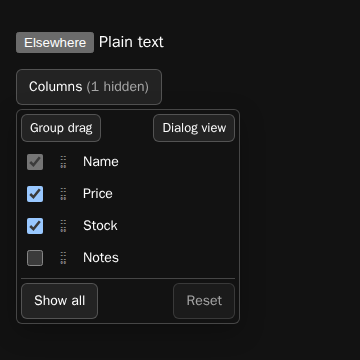 Elsewhere Plain text
Columns (1 hidden)
Group drag Dialog view
Name
Price
Stock
Notes
Show all Reset